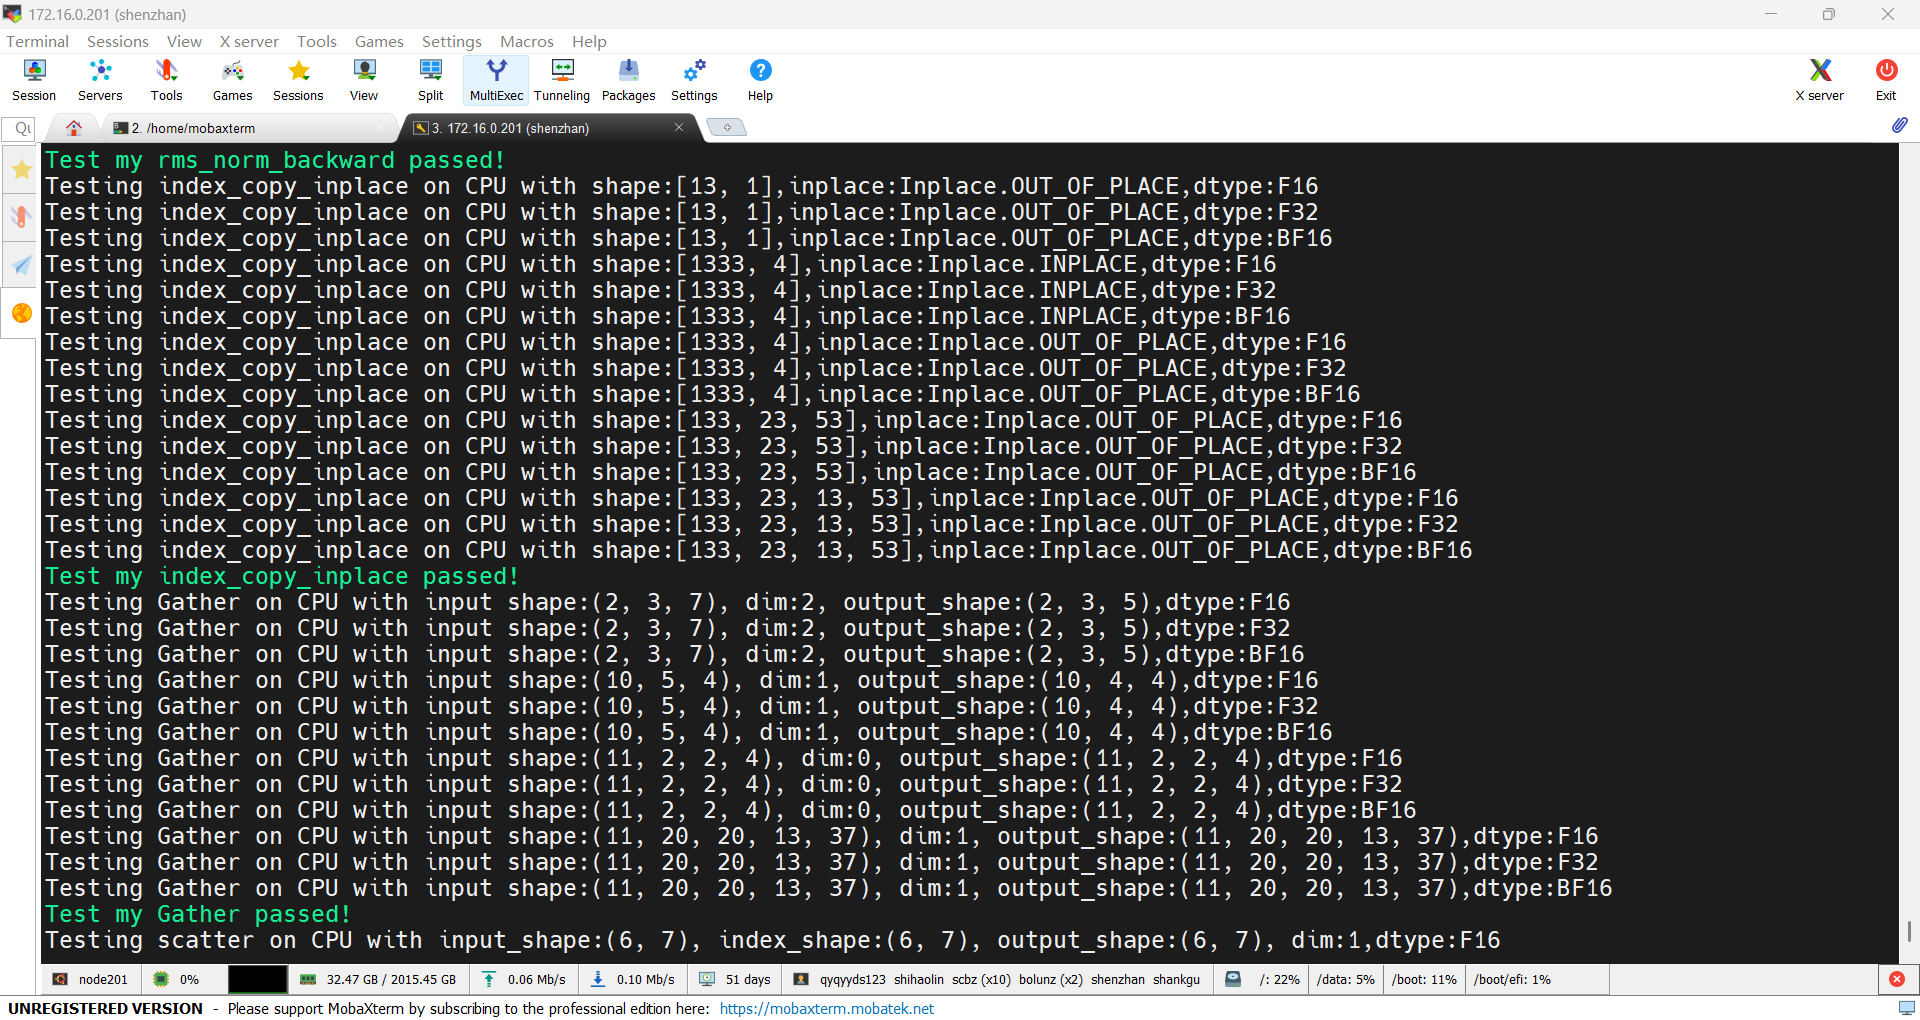 172.16.0.201 (shenzhan)
Terminal Sessions View X server Tools Games Settings Macros Help
Session Servers Tools Games Sessions View Split MultiExec Tunneling Packages Settings Help X server Exit
Qu 2. /home/mobaxterm 3. 172.16.0.201 (shenzhan)
Test my rms_norm_backward passed!
Testing index_copy_inplace on CPU with shape:[13, 1],inplace:Inplace.OUT_OF_PLACE,dtype:F16
Testing index_copy_inplace on CPU with shape:[13, 1],inplace:Inplace.OUT_OF_PLACE,dtype:F32
Testing index_copy_inplace on CPU with shape:[13, 1],inplace:Inplace.OUT_OF_PLACE,dtype:BF16
Testing index_copy_inplace on CPU with shape:[1333, 4],inplace:Inplace.INPLACE,dtype:F16
Testing index_copy_inplace on CPU with shape:[1333, 4],inplace:Inplace.INPLACE,dtype:F32
Testing index_copy_inplace on CPU with shape:[1333, 4],inplace:Inplace.INPLACE,dtype:BF16
Testing index_copy_inplace on CPU with shape:[1333, 4],inplace:Inplace.OUT_OF_PLACE,dtype:F16
Testing index_copy_inplace on CPU with shape:[1333, 4],inplace:Inplace.OUT_OF_PLACE,dtype:F32
Testing index_copy_inplace on CPU with shape:[1333, 4],inplace:Inplace.OUT_OF_PLACE,dtype:BF16
Testing index_copy_inplace on CPU with shape:[133, 23, 53],inplace:Inplace.OUT_OF_PLACE,dtype:F16
Testing index_copy_inplace on CPU with shape:[133, 23, 53],inplace:Inplace.OUT_OF_PLACE,dtype:F32
Testing index_copy_inplace on CPU with shape:[133, 23, 53],inplace:Inplace.OUT_OF_PLACE,dtype:BF16
Testing index_copy_inplace on CPU with shape:[133, 23, 13, 53],inplace:Inplace.OUT_OF_PLACE,dtype:F16
Testing index_copy_inplace on CPU with shape:[133, 23, 13, 53],inplace:Inplace.OUT_OF_PLACE,dtype:F32
Testing index_copy_inplace on CPU with shape:[133, 23, 13, 53],inplace:Inplace.OUT_OF_PLACE,dtype:BF16
Test my index_copy_inplace passed!
Testing Gather on CPU with input shape:(2, 3, 7), dim:2, output_shape:(2, 3, 5),dtype:F16
Testing Gather on CPU with input shape:(2, 3, 7), dim:2, output_shape:(2, 3, 5),dtype:F32
Testing Gather on CPU with input shape:(2, 3, 7), dim:2, output_shape:(2, 3, 5),dtype:BF16
Testing Gather on CPU with input shape:(10, 5, 4), dim:1, output_shape:(10, 4, 4),dtype:F16
Testing Gather on CPU with input shape:(10, 5, 4), dim:1, output_shape:(10, 4, 4),dtype:F32
Testing Gather on CPU with input shape:(10, 5, 4), dim:1, output_shape:(10, 4, 4),dtype:BF16
Testing Gather on CPU with input shape:(11, 2, 2, 4), dim:0, output_shape:(11, 2, 2, 4),dtype:F16
Testing Gather on CPU with input shape:(11, 2, 2, 4), dim:0, output_shape:(11, 2, 2, 4),dtype:F32
Testing Gather on CPU with input shape:(11, 2, 2, 4), dim:0, output_shape:(11, 2, 2, 4),dtype:BF16
Testing Gather on CPU with input shape:(11, 20, 20, 13, 37), dim:1, output_shape:(11, 20, 20, 13, 37),dtype:F16
Testing Gather on CPU with input shape:(11, 20, 20, 13, 37), dim:1, output_shape:(11, 20, 20, 13, 37),dtype:F32
Testing Gather on CPU with input shape:(11, 20, 20, 13, 37), dim:1, output_shape:(11, 20, 20, 13, 37),dtype:BF16
Test my Gather passed!
Testing scatter on CPU with input_shape:(6, 7), index_shape:(6, 7), output_shape:(6, 7), dim:1,dtype:F16
node201 0% 32.47 GB / 2015.45 GB 0.06 Mb/s 0.10 Mb/s 51 days qyqyyds123 shihaolin scbz (x10) bolunz (x2) shenzhan shankgu /: 22% /data: 5% /boot: 11% /boot/efi: 1%
UNREGISTERED VERSION - Please support MobaXterm by subscribing to the professional edition here: https://mobaxterm.mobatek.net